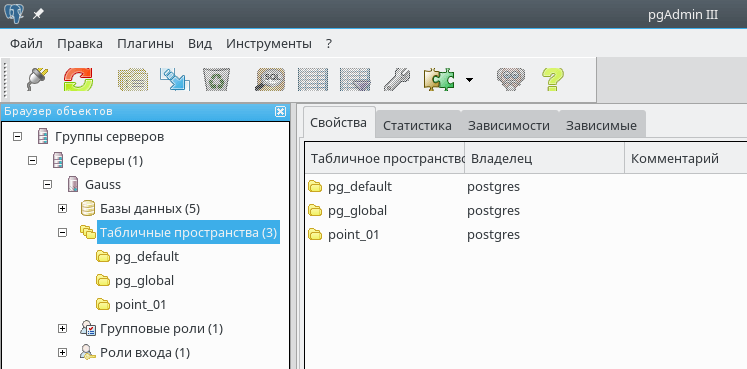 pgAdmin III
Файл Правка Плагины Вид Инструменты ?
SQL
Браузер объектов
Группы серверов
Серверы (1)
Gauss
Базы данных (5)
Табличные пространства (3)
pg_default
pg_global
point_01
Групповые роли (1)
Роли входа (1)
Свойства Статистика Зависимости Зависимые
Табличное пространство Владелец Комментарий
pg_default postgres
pg_global postgres
point_01 postgres